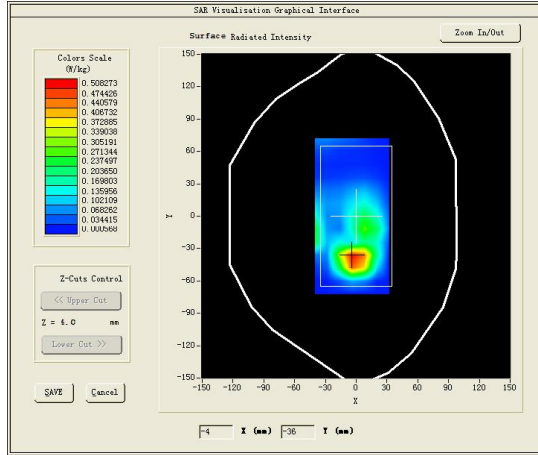 SAR Visualisation Graphical Interface
Surface Radiated Intensity
Zoom In/Out
Colors Scale
(W/kg)
0.508273
0.474426
0.440579
0.406732
0.372885
0.339038
0.305191
0.271344
0.237497
0.203650
0.169803
0.135956
0.102109
0.068262
0.034415
0.000568
150
120
90
60
30
0
-30
-60
-90
-120
-150
Y
-150 -120 -90 -60 -30 0 30 60 90 120 150
X
Z-Cuts Control
<< Upper Cut
Z = 4.0 mm
Lower Cut >>
SAVE
Cancel
-4 X (mm) -36 Y (mm)